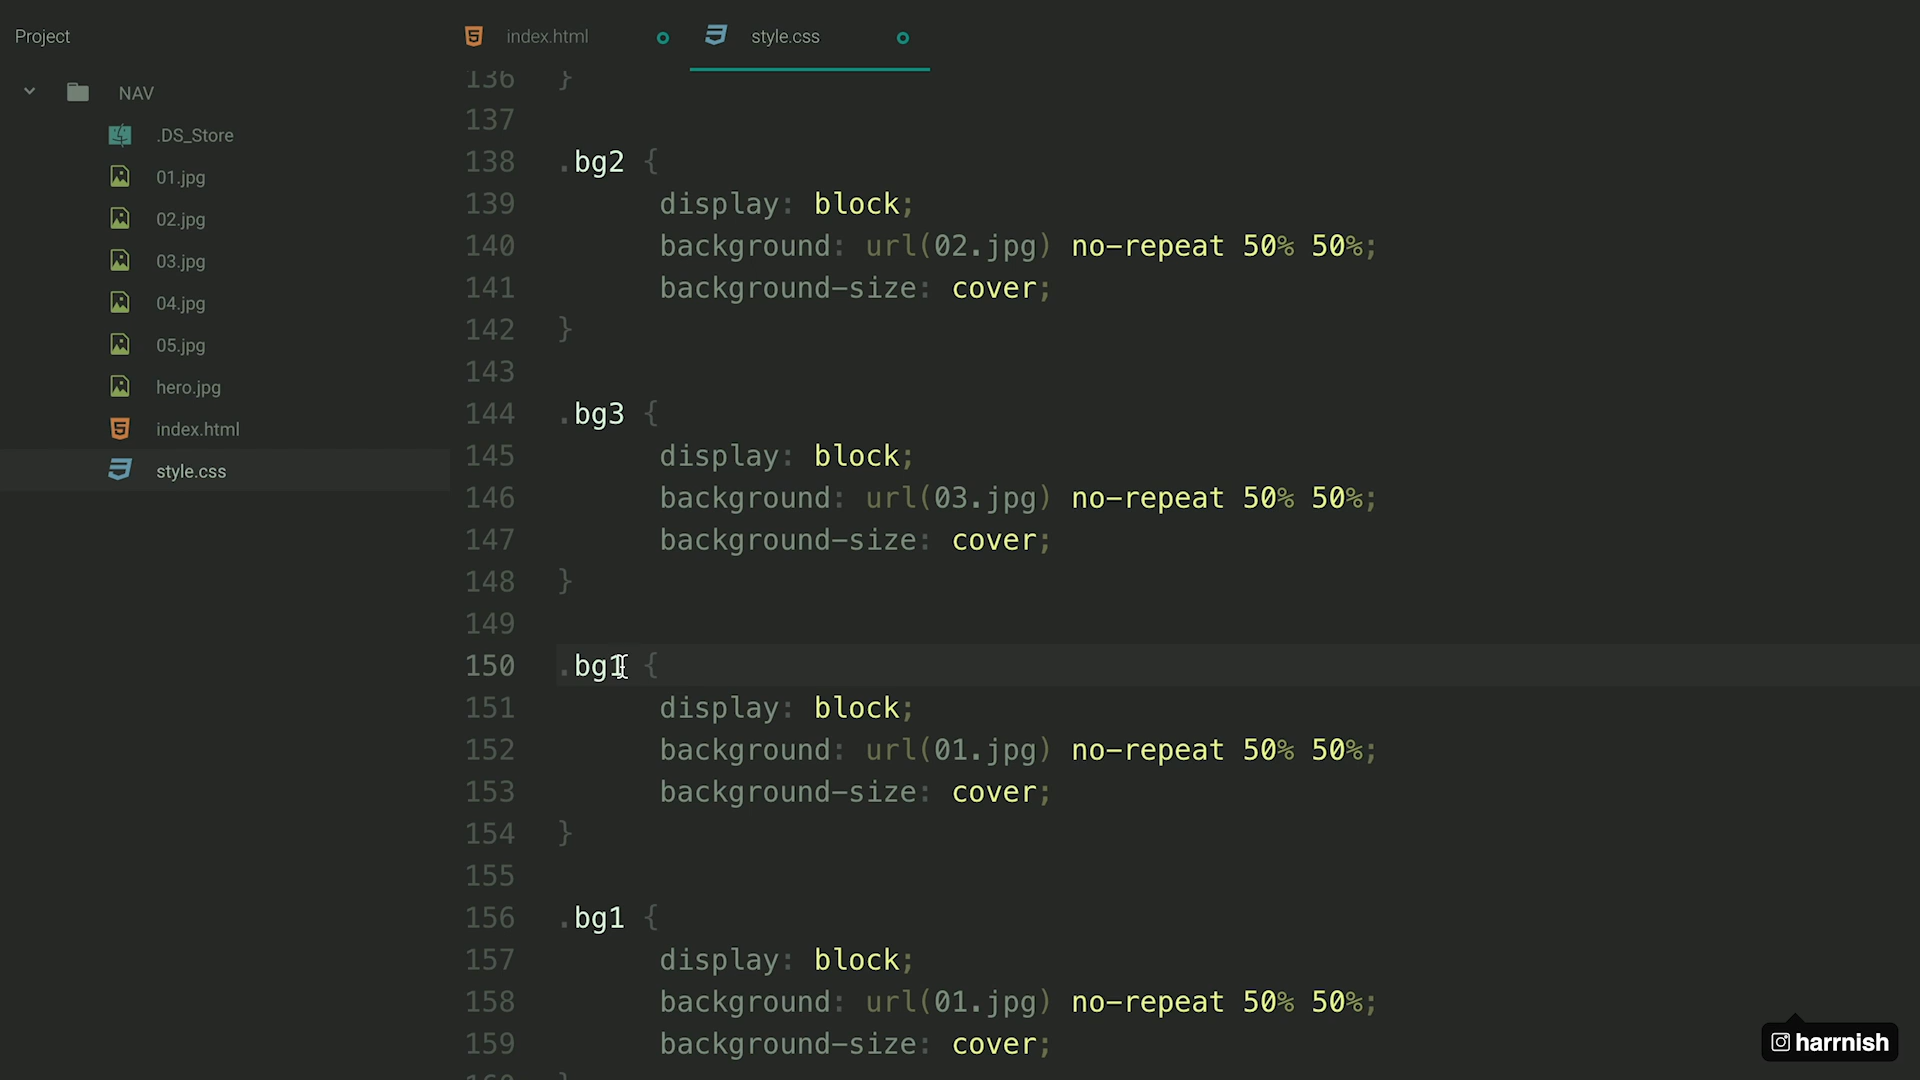 Project
index.html
style.css
NAV
.DS_Store
01.jpg
02.jpg
03.jpg
04.jpg
05.jpg
hero.jpg
index.html
style.css
136 }
137
138 .bg2 {
139 display: block;
140 background: url(02.jpg) no-repeat 50% 50%;
141 background-size: cover;
142 }
143
144 .bg3 {
145 display: block;
146 background: url(03.jpg) no-repeat 50% 50%;
147 background-size: cover;
148 }
149
150 .bg1 {
151 display: block;
152 background: url(01.jpg) no-repeat 50% 50%;
153 background-size: cover;
154 }
155
156 .bg1 {
157 display: block;
158 background: url(01.jpg) no-repeat 50% 50%;
159 background-size: cover;
160 }
harrnish